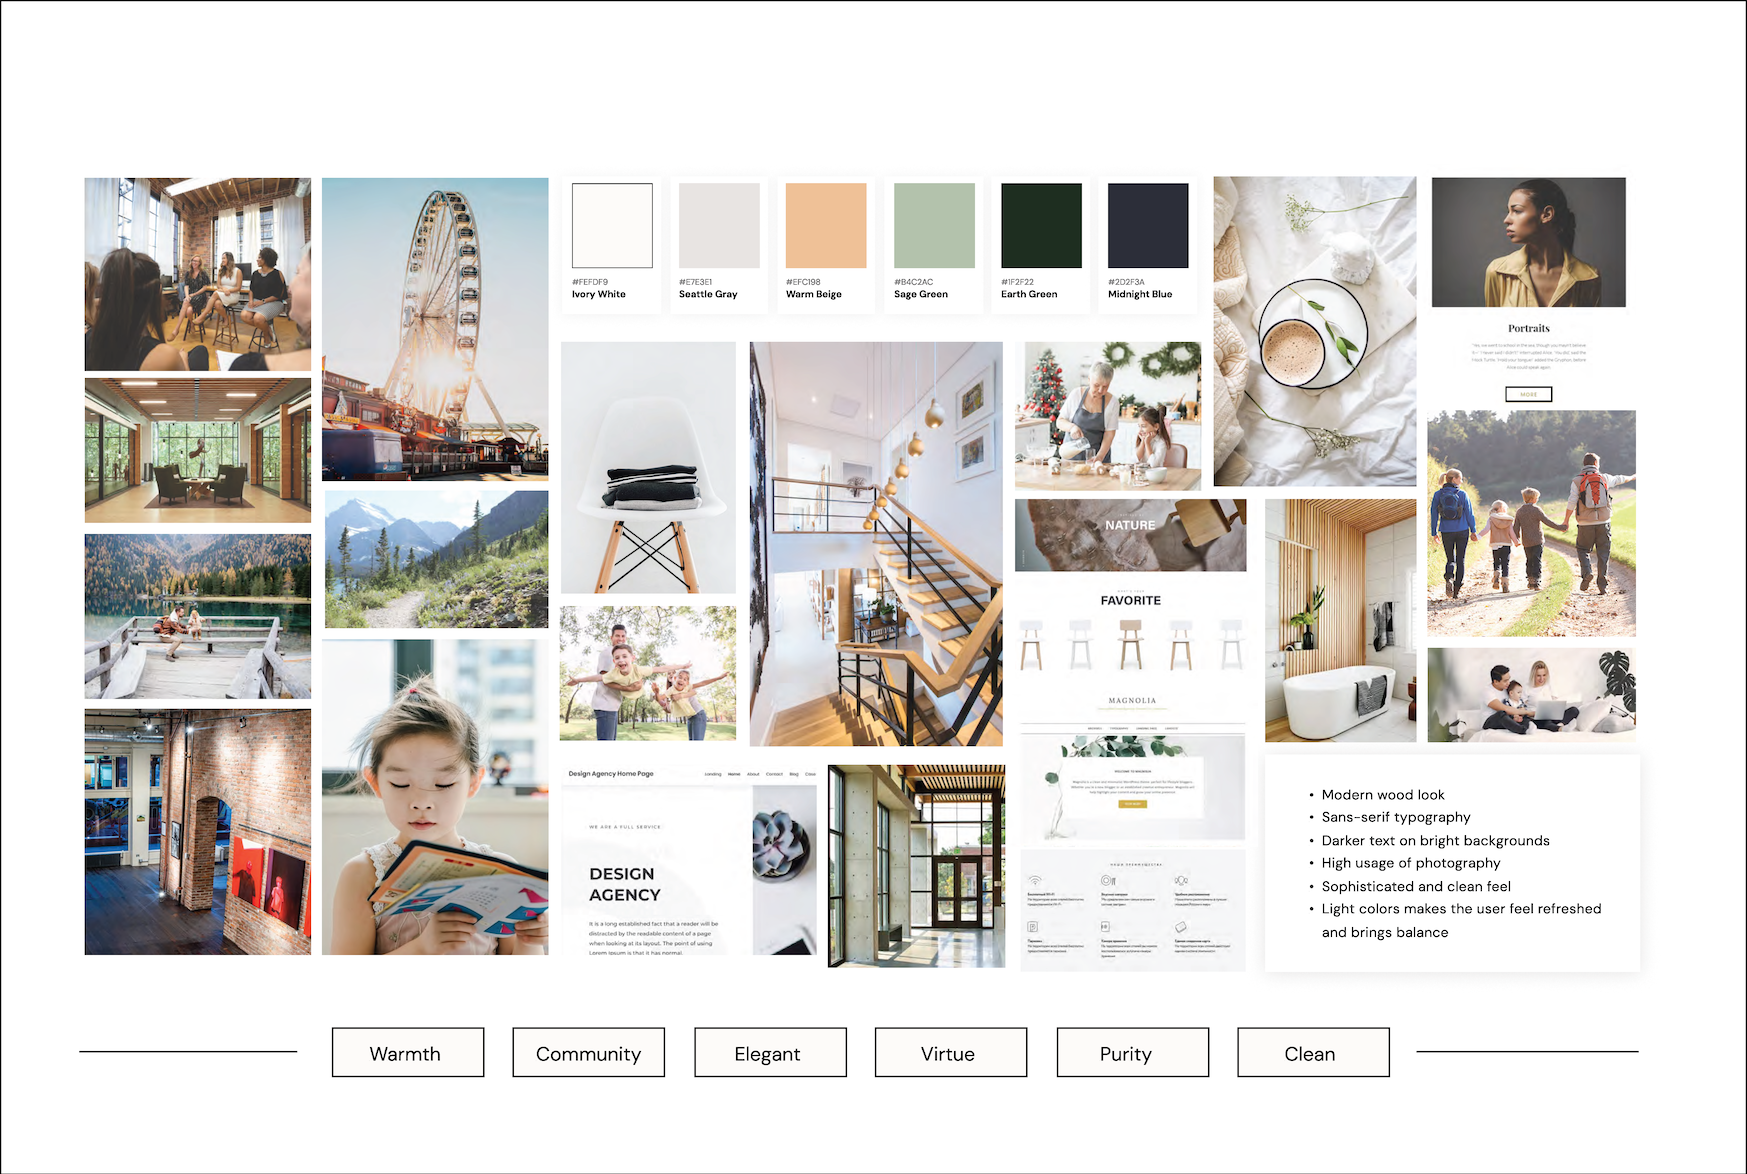 #FEFDF9
Ivory White
#E7E3E1
Seattle Gray
#EFC198
Warm Beige
#B4C2AC
Sage Green
#1F2F22
Earth Green
#2D2F3A
Midnight Blue
Portraits
MORE
NATURE
FAVORITE
MAGNOLIA
WELCOME TO MAGNOLIA
Design Agency Home Page
Landing Home About Contact Blog Case
WE ARE A FULL SERVICE
DESIGN
AGENCY
It is a long established fact that a reader will be
distracted by the readable content of a page
when looking at its layout. The point of using
Lorem Ipsum is that it has normal
НАШИ ПРЕИМУЩЕСТВА
• Modern wood look
• Sans-serif typography
• Darker text on bright backgrounds
• High usage of photography
• Sophisticated and clean feel
• Light colors makes the user feel refreshed
and brings balance
Warmth
Community
Elegant
Virtue
Purity
Clean